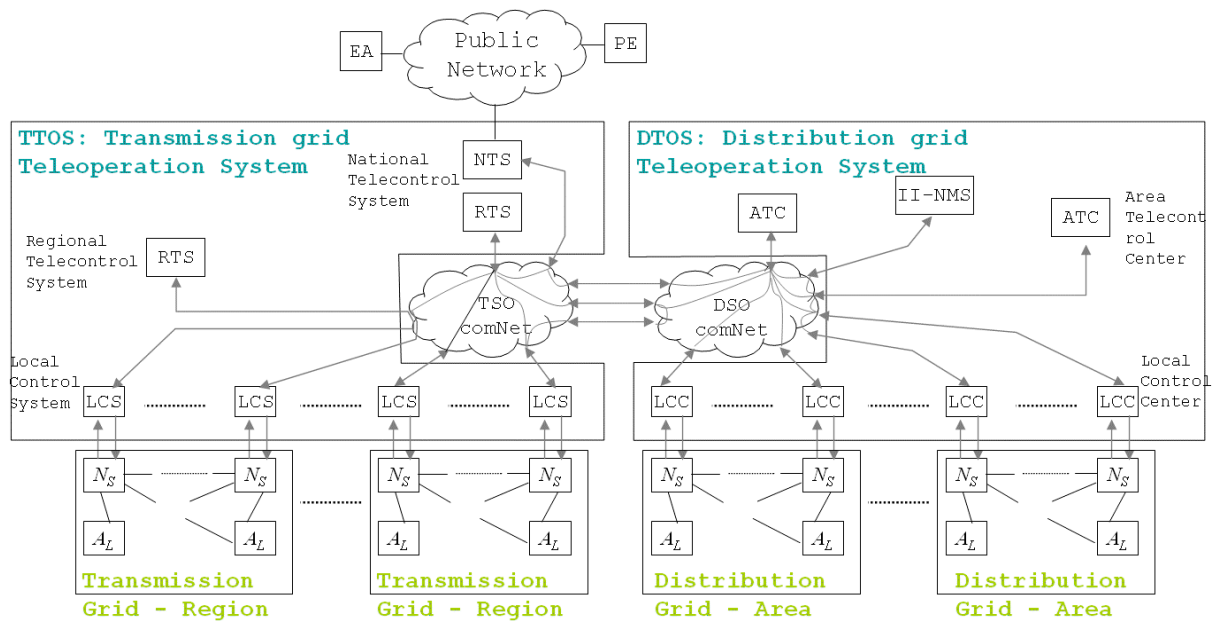 EA
Public
Network
PE
TTOS: Transmission grid
Teleoperation System
National
Telecontrol
System
NTS
RTS
Regional
Telecontrol
System
RTS
DTOS: Distribution grid
Teleoperation System
ATC
II-NMS
ATC
Area
Telecont
rol
Center
TSO
comNet
DSO
comNet
Local
Control
System
LCS
LCS
LCS
LCS
LCC
LCC
LCC
LCC
Local
Control
Center
NS
NS
NS
NS
NS
NS
NS
NS
AL
AL
AL
AL
AL
AL
AL
AL
Transmission
Grid - Region
Transmission
Grid - Region
Distribution
Grid - Area
Distribution
Grid - Area